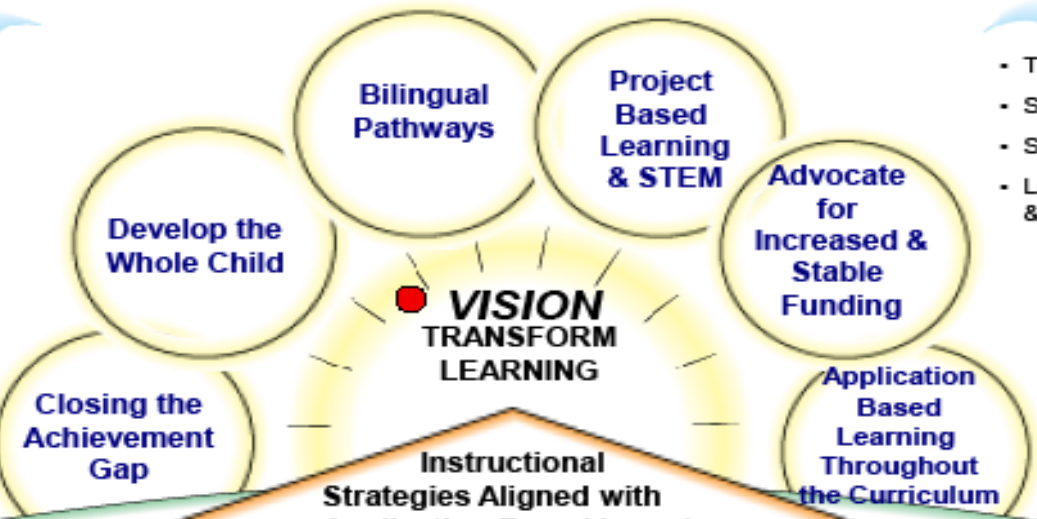 Bilingual
Pathways
Project
Based
Learning
& STEM
Develop the
Whole Child
Advocate
for
Increased &
Stable
Funding
Closing the
Achievement
Gap
Application
Based
Learning
Throughout
the Curriculum
VISION
TRANSFORM
LEARNING
Instructional
Strategies Aligned with
&